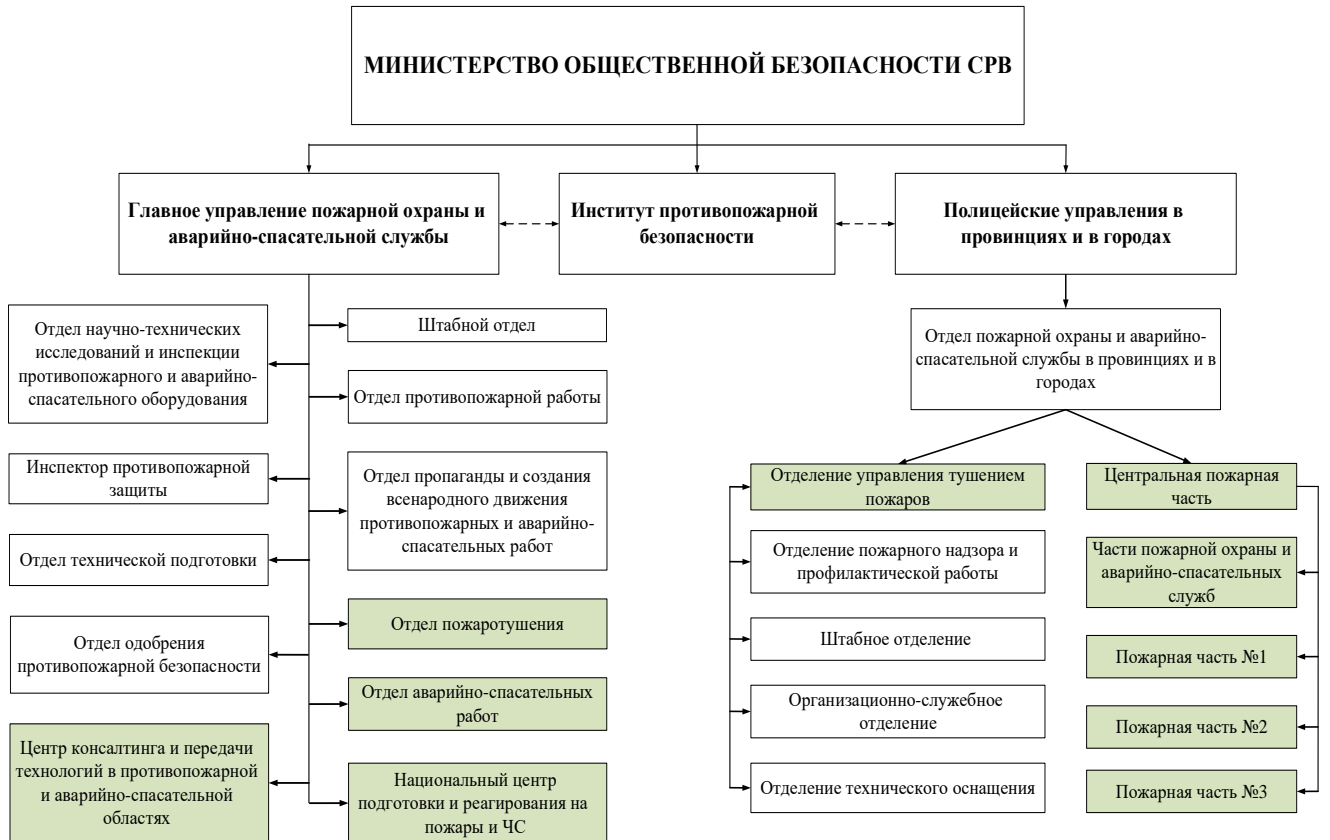 МИНИСТЕРСТВО ОБЩЕСТВЕННОЙ БЕЗОПАСНОСТИ СРВ
Главное управление пожарной охраны и
аварийно-спасательной службы
Институт противопожарной
безопасности
Полицейские управления в
провинциях и в городах
Отдел научно-технических
исследований и инспекции
противопожарного и аварийно-
спасательного оборудования
Инспектор противопожарной
защиты
Отдел технической подготовки
Отдел одобрения
противопожарной безопасности
Центр консалтинга и передачи
технологий в противопожарной
и аварийно-спасательной
областях
Штабной отдел
Отдел противопожарной работы
Отдел пропаганды и создания
всенародного движения
противопожарных и аварийно-
спасательных работ
Отдел пожаротушения
Отдел аварийно-спасательных
работ
Национальный центр
подготовки и реагирования на
пожары и ЧС
Отдел пожарной охраны и аварийно-
спасательной службы в провинциях и в
городах
Отделение управления тушением
пожаров
Отделение пожарного надзора и
профилактической работы
Штабное отделение
Организационно-служебное
отделение
Отделение технического оснащения
Центральная пожарная
часть
Части пожарной охраны и
аварийно-спасательных
служб
Пожарная часть №1
Пожарная часть №2
Пожарная часть №3